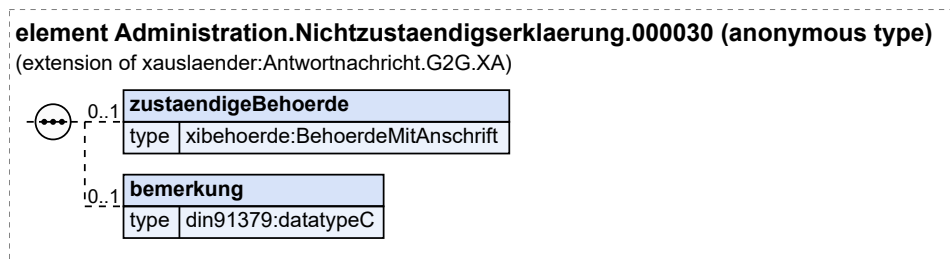 element Administration.Nichtzustaendigserklaerung.000030 (anonymous type)
(extension of xauslaender:Antwortnachricht.G2G.XA)
0..1 zustaendigeBehoerde
type xibehoerde:BehoerdeMitAnschrift
0..1 bemerkung
type din91379:datatypeC